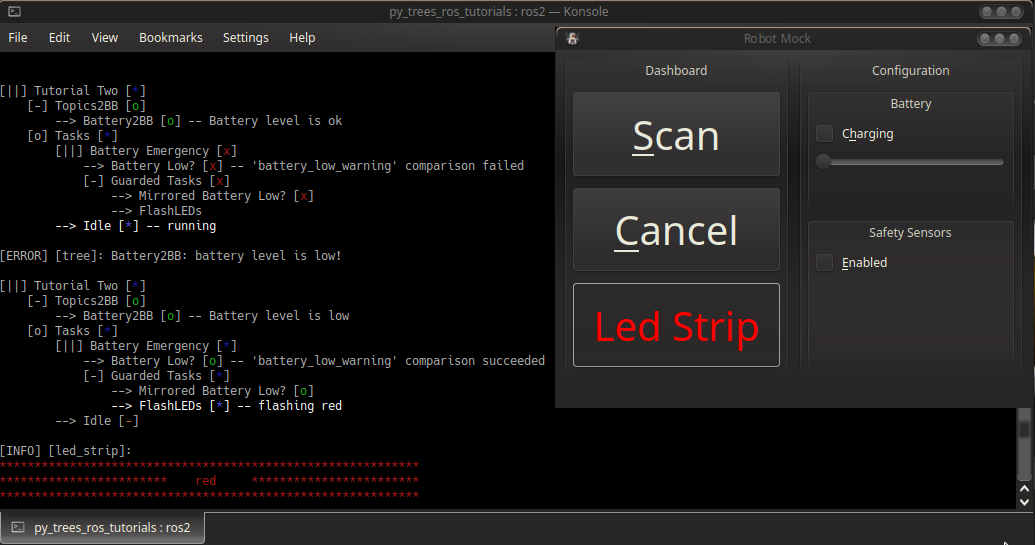 py_trees_ros_tutorials : ros2 — Konsole
File Edit View Bookmarks Settings Help
[||] Tutorial Two [*]
[-] Topics2BB [o]
--> Battery2BB [o] -- Battery level is ok
[o] Tasks [*]
[||] Battery Emergency [x]
--> Battery Low? [x] -- 'battery_low_warning' comparison failed
[-] Guarded Tasks [x]
--> Mirrored Battery Low? [x]
--> FlashLEDs
--> Idle [*] -- running
[ERROR] [tree]: Battery2BB: battery level is low!
[||] Tutorial Two [*]
[-] Topics2BB [o]
--> Battery2BB [o] -- Battery level is low
[o] Tasks [*]
[||] Battery Emergency [*]
--> Battery Low? [o] -- 'battery_low_warning' comparison succeeded
[-] Guarded Tasks [*]
--> Mirrored Battery Low? [o]
--> FlashLEDs [*] -- flashing red
--> Idle [-]
[INFO] [led_strip]:
************************************************************
************************    red     ************************
************************************************************
Robot Mock
Dashboard
Scan
Cancel
Led Strip
Configuration
Battery
Charging
Safety Sensors
Enabled
py_trees_ros_tutorials : ros2